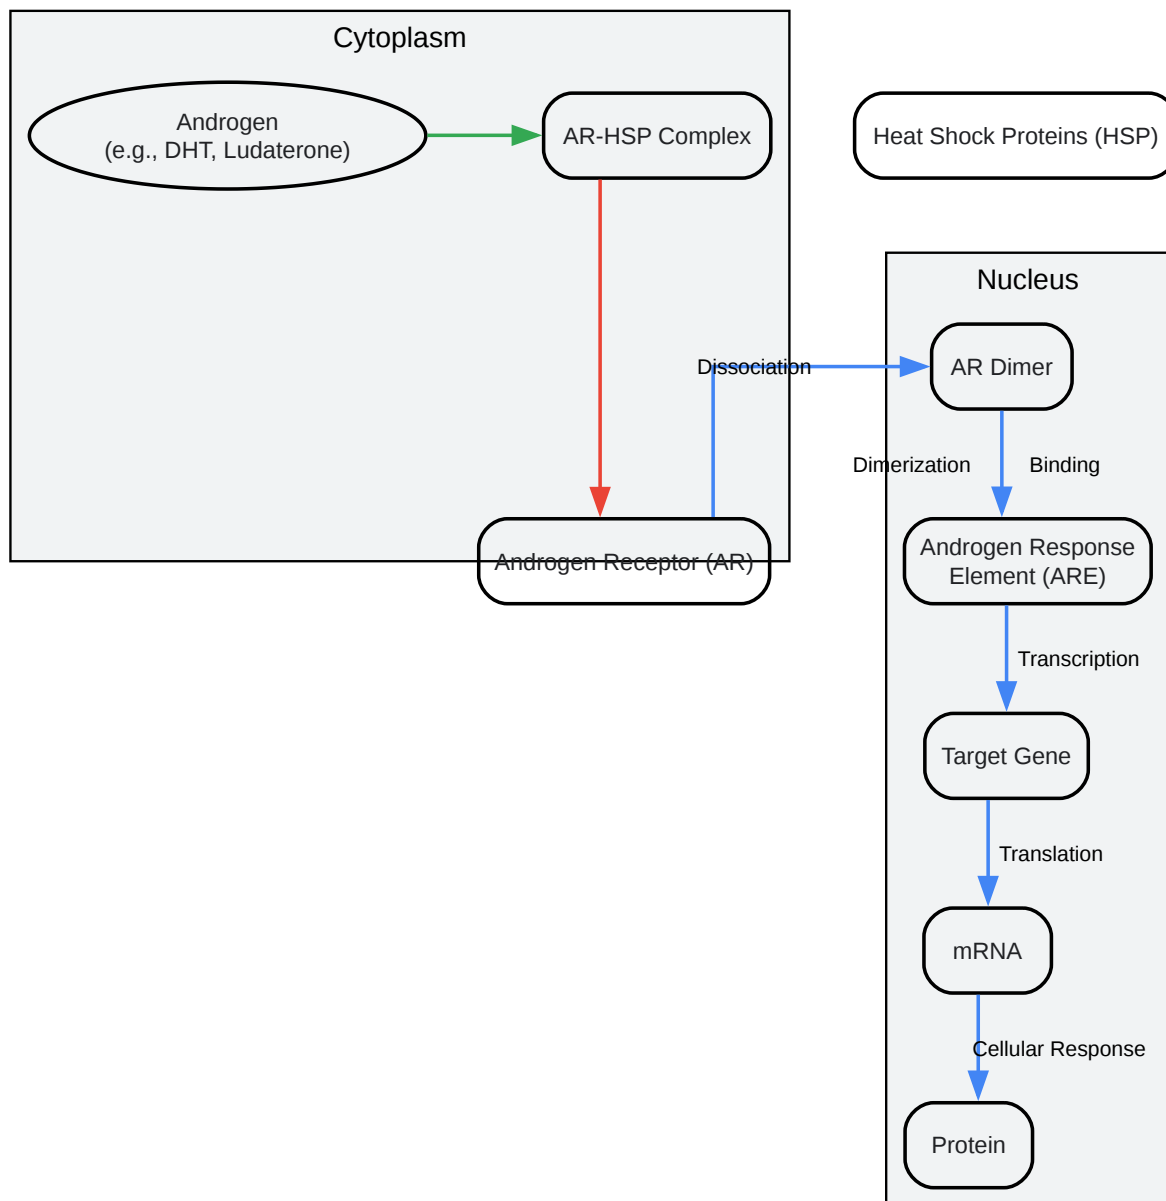 Cytoplasm
Androgen
(e.g., DHT, Ludaterone)
AR-HSP Complex
Heat Shock Proteins (HSP)
Nucleus
Dissociation
AR Dimer
Dimerization
Binding
Androgen Receptor (AR)
Androgen Response
Element (ARE)
Transcription
Target Gene
Translation
mRNA
Cellular Response
Protein